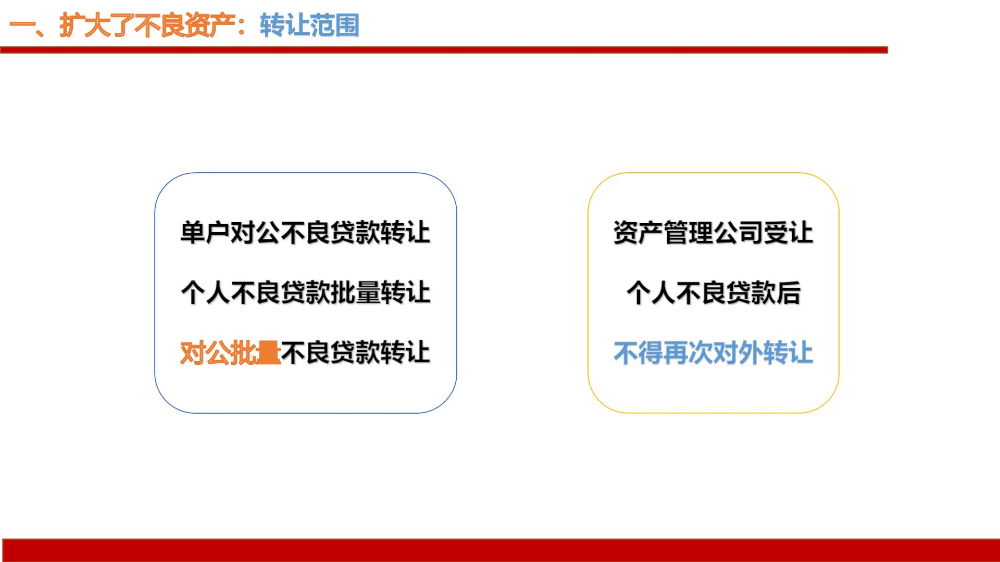 一、扩大了不良资产：转让范围
单户对公不良贷款转让
个人不良贷款批量转让
对公批量不良贷款转让
资产管理公司受让
个人不良贷款后
不得再次对外转让